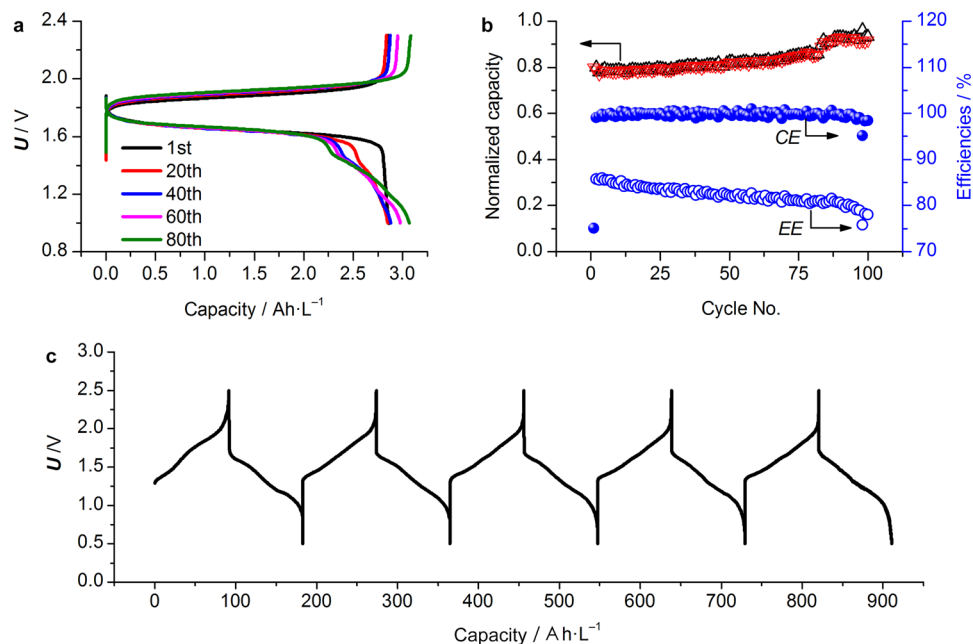 a
2.4
2.0
1.6
1.2
0.8
U / V
1st
20th
40th
60th
80th
0.0 0.5 1.0 1.5 2.0 2.5 3.0
Capacity / Ah·L⁻¹
b
1.0
0.8
0.6
0.4
0.2
0.0
Normalized capacity
120
110
100
95
90
85
80
75
70
Efficiencies / %
CE
EE
0 25 50 75 100
Cycle No.
c
3.0
2.5
2.0
1.5
1.0
0.5
0.0
U /V
0 100 200 300 400 500 600 700 800 900
Capacity / Ah·L⁻¹